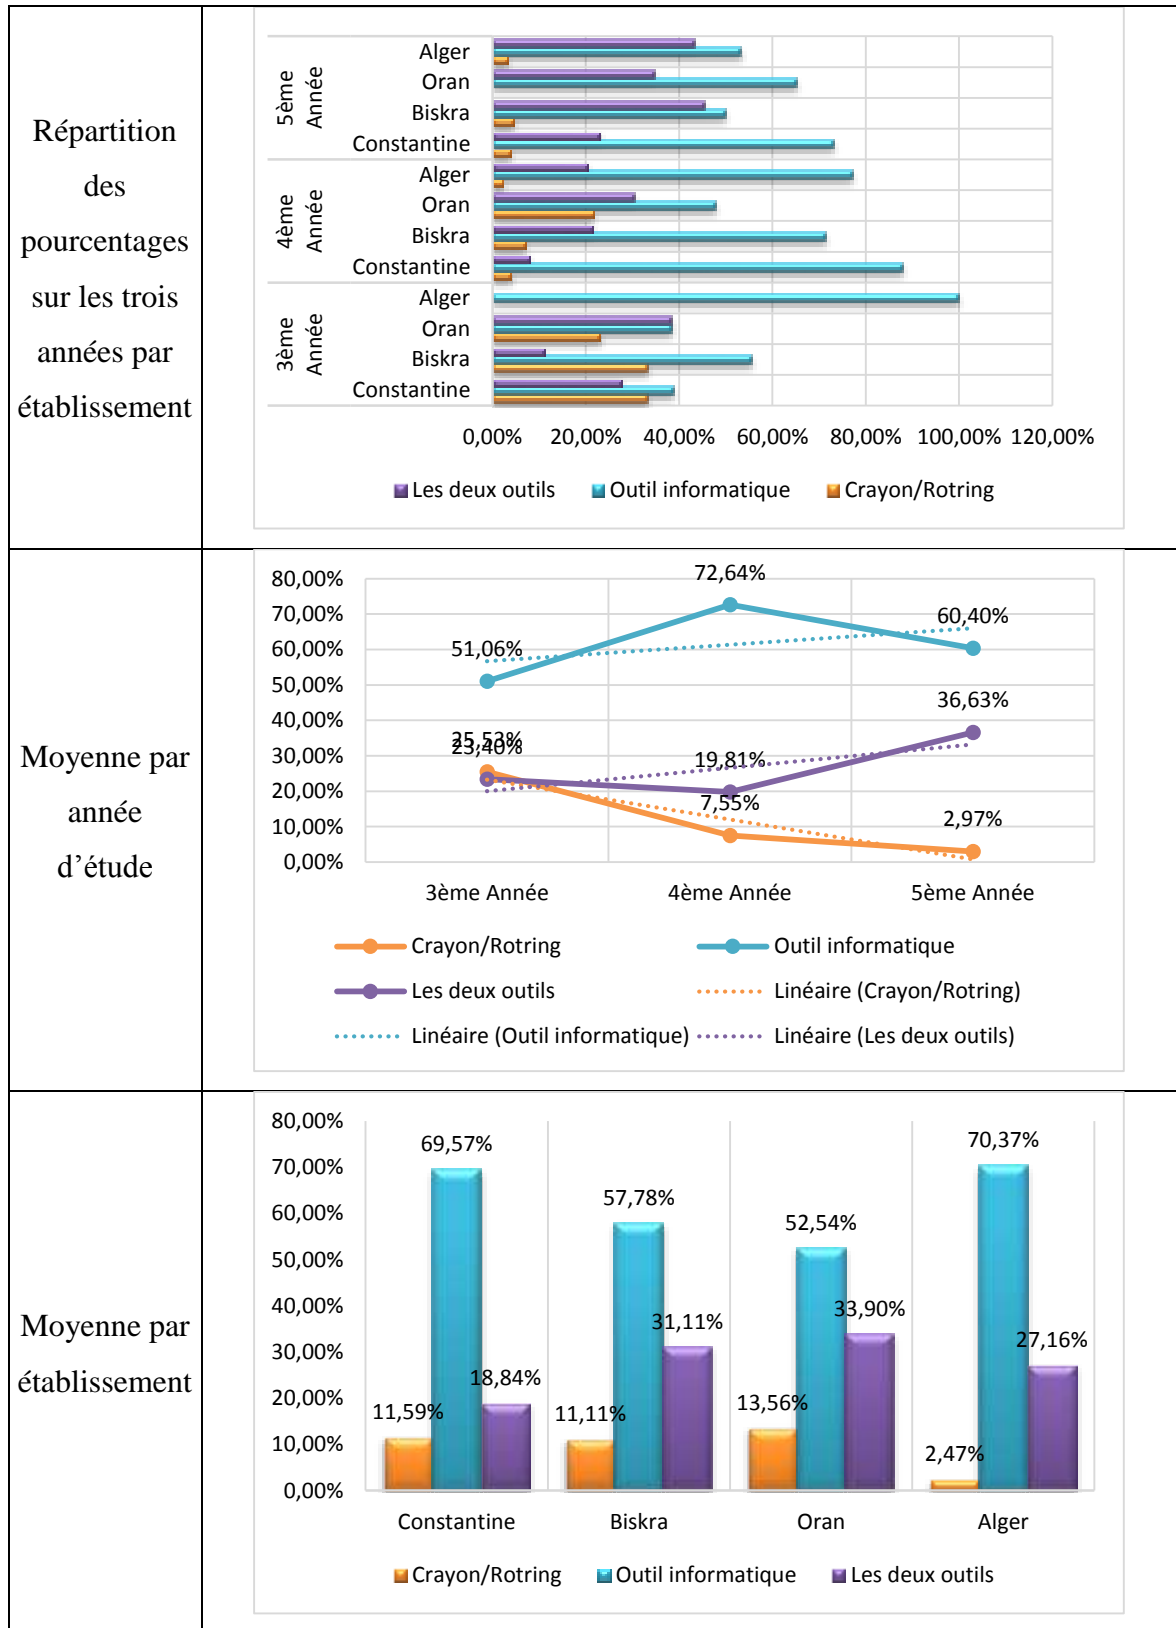 Répartition
des
pourcentages
sur les trois
années par
établissement
5ème
Année
Alger
Oran
Biskra
Constantine
4ème
Année
Alger
Oran
Biskra
Constantine
3ème
Année
Alger
Oran
Biskra
Constantine
0,00% 20,00% 40,00% 60,00% 80,00% 100,00% 120,00%
Les deux outils Outil informatique Crayon/Rotring
Moyenne par
année
d’étude
80,00%
70,00%
60,00%
50,00%
40,00%
30,00%
20,00%
10,00%
0,00%
72,64%
60,40%
51,06%
36,63%
25,53%
23,40%
19,81%
7,55%
2,97%
3ème Année 4ème Année 5ème Année
Crayon/Rotring Outil informatique
Les deux outils Linéaire (Crayon/Rotring)
Linéaire (Outil informatique) Linéaire (Les deux outils)
Moyenne par
établissement
80,00%
70,00%
60,00%
50,00%
40,00%
30,00%
20,00%
10,00%
0,00%
11,59% 69,57% 18,84%
11,11% 57,78% 31,11%
13,56% 52,54% 33,90%
2,47% 70,37% 27,16%
Constantine Biskra Oran Alger
Crayon/Rotring Outil informatique Les deux outils